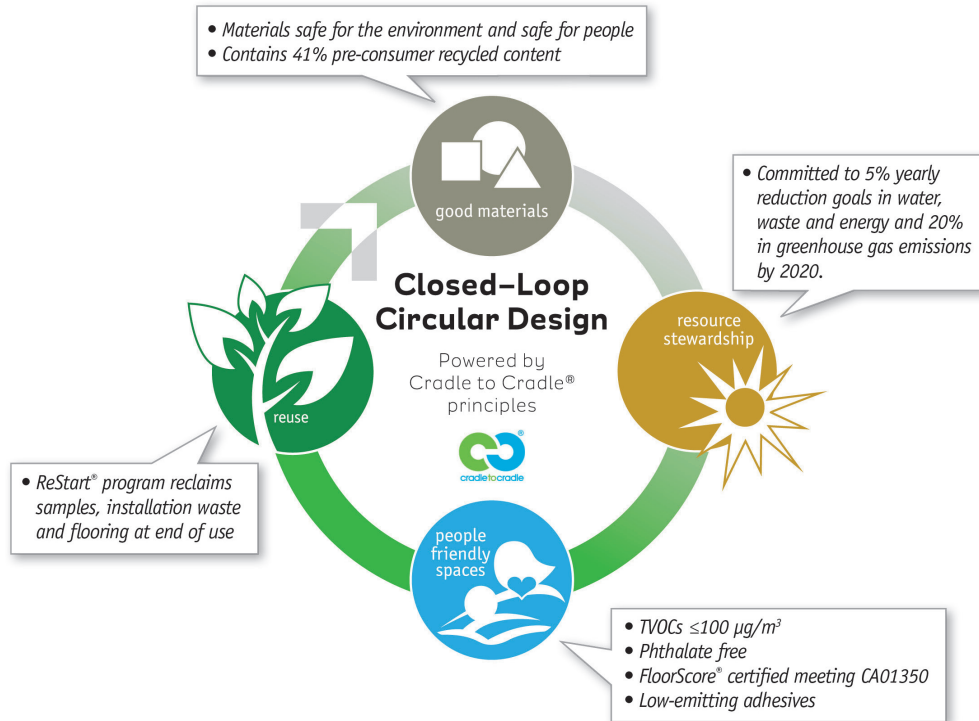 • Materials safe for the environment and safe for people
• Contains 41% pre-consumer recycled content
good materials
• Committed to 5% yearly
reduction goals in water,
waste and energy and 20%
in greenhouse gas emissions
by 2020.
resource
stewardship
Closed–Loop
Circular Design
Powered by
Cradle to Cradle®
principles
®
cradletocradle
reuse
• ReStart® program reclaims
samples, installation waste
and flooring at end of use
people
friendly
spaces
• TVOCs ≤100 µg/m³
• Phthalate free
• FloorScore® certified meeting CA01350
• Low-emitting adhesives